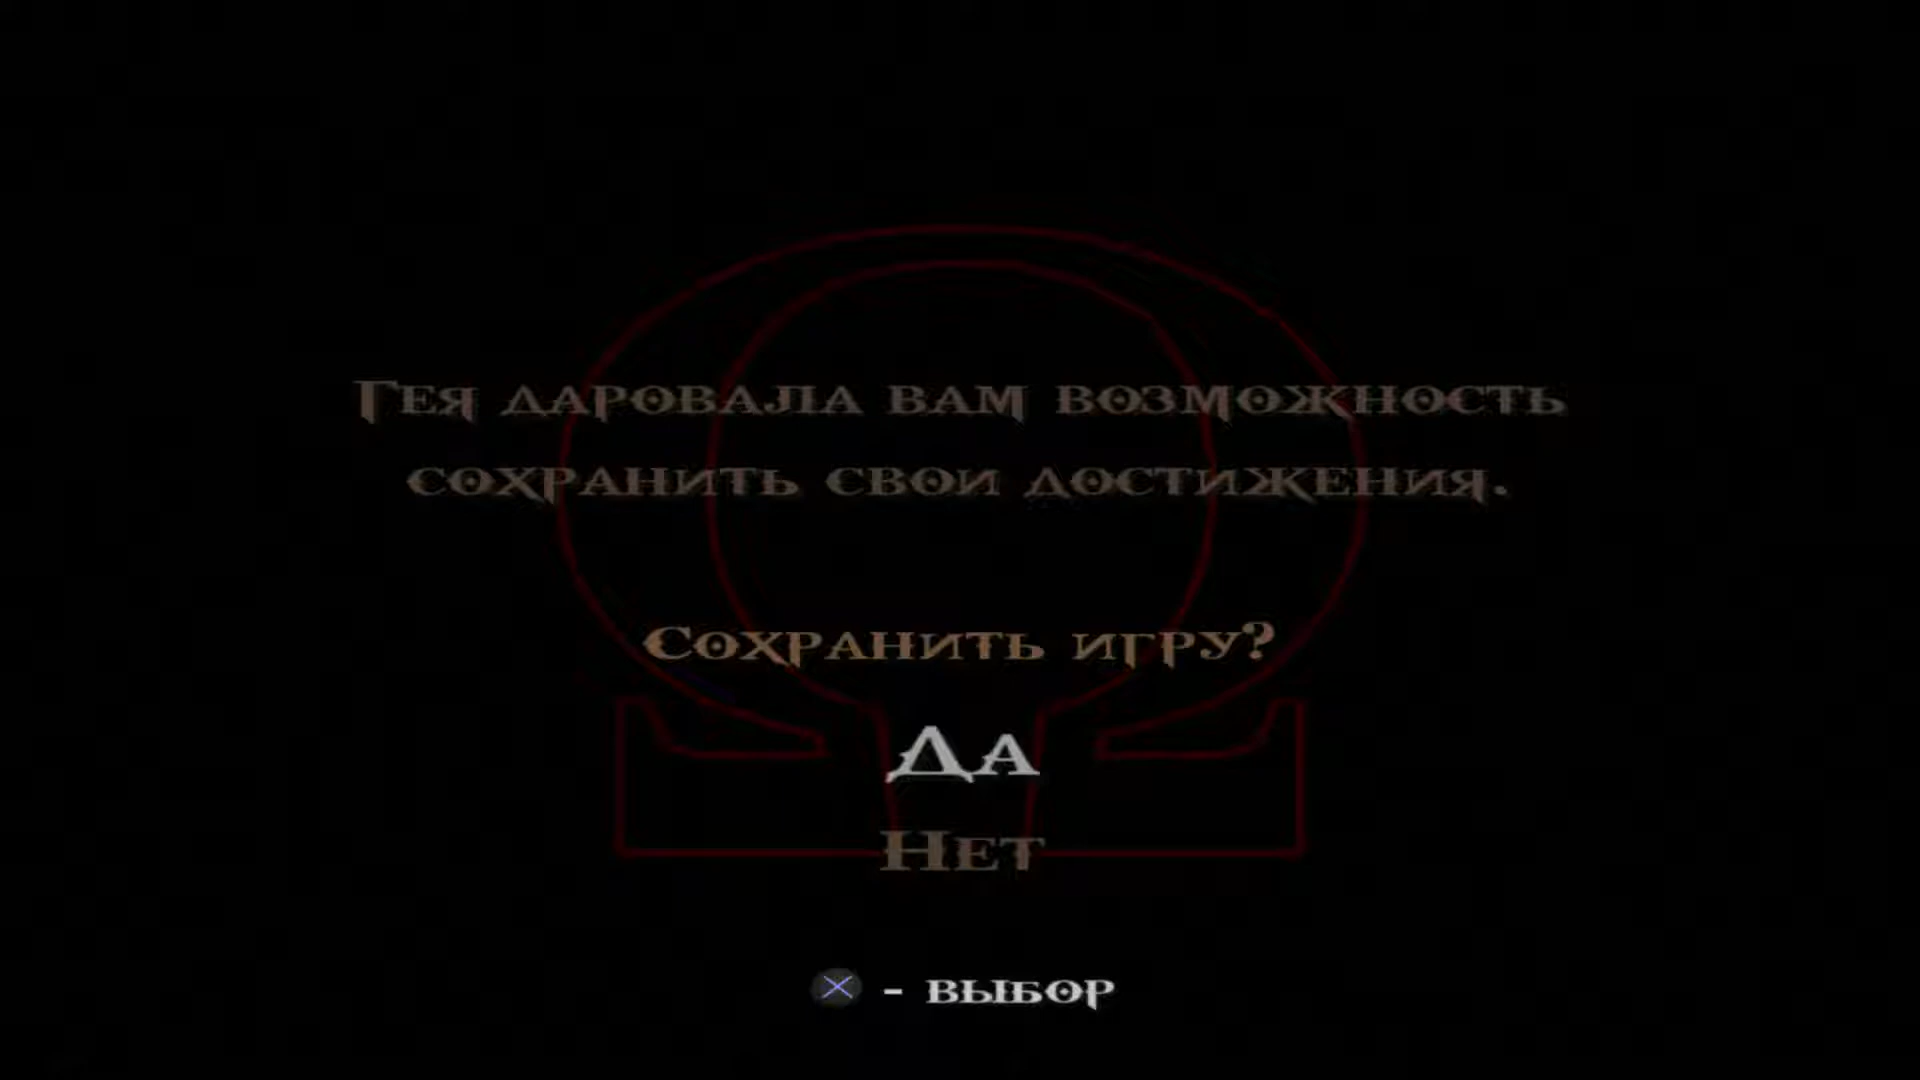 Гея даровала вам возможность
сохранить свои достижения.
Сохранить игру?
Да
Нет
- выбор